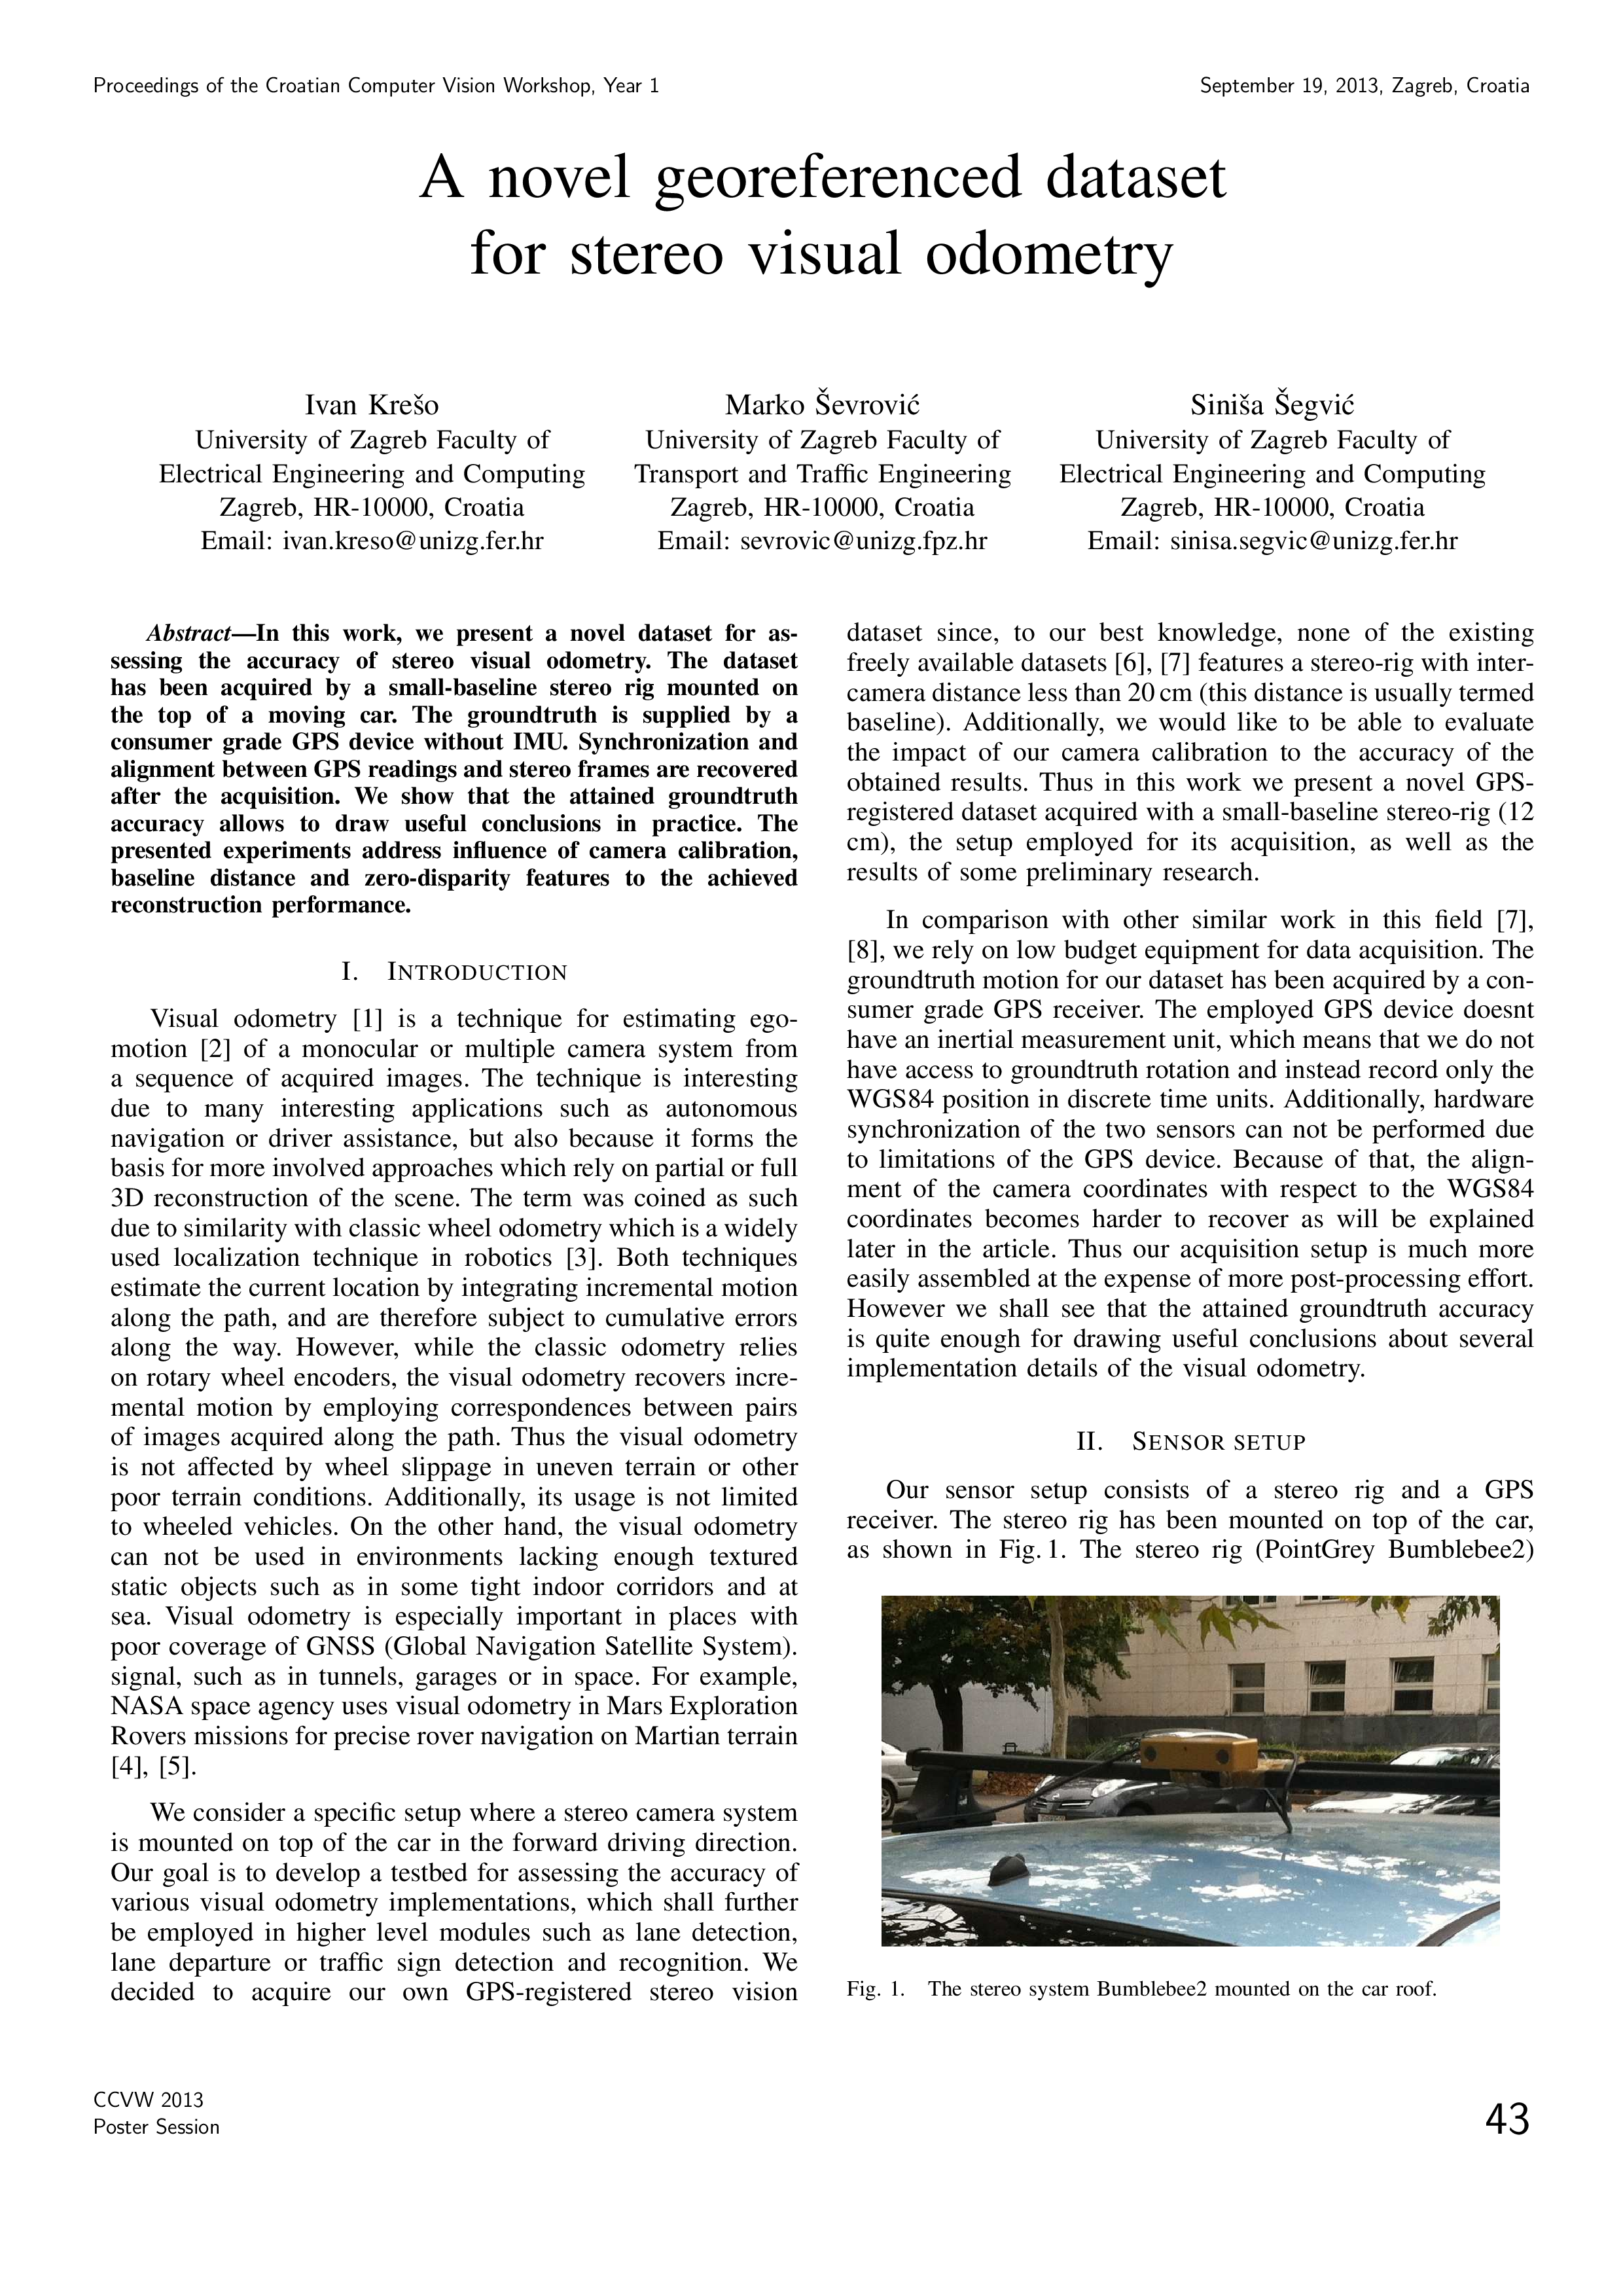 Proceedings of the Croatian Computer Vision Workshop, Year 1
September 19, 2013, Zagreb, Croatia
A novel georeferenced dataset
for stereo visual odometry
Ivan Krešo
University of Zagreb Faculty of
Electrical Engineering and Computing
Zagreb, HR-10000, Croatia
Email: ivan.kreso@unizg.fer.hr
Marko Ševrović
University of Zagreb Faculty of
Transport and Traffic Engineering
Zagreb, HR-10000, Croatia
Email: sevrovic@unizg.fpz.hr
Siniša Šegvić
University of Zagreb Faculty of
Electrical Engineering and Computing
Zagreb, HR-10000, Croatia
Email: sinisa.segvic@unizg.fer.hr
Abstract—In this work, we present a novel dataset for as-
sessing the accuracy of stereo visual odometry. The dataset
has been acquired by a small-baseline stereo rig mounted on
the top of a moving car. The groundtruth is supplied by a
consumer grade GPS device without IMU. Synchronization and
alignment between GPS readings and stereo frames are recovered
after the acquisition. We show that the attained groundtruth
accuracy allows to draw useful conclusions in practice. The
presented experiments address influence of camera calibration,
baseline distance and zero-disparity features to the achieved
reconstruction performance.
I. INTRODUCTION
Visual odometry [1] is a technique for estimating ego-
motion [2] of a monocular or multiple camera system from
a sequence of acquired images. The technique is interesting
due to many interesting applications such as autonomous
navigation or driver assistance, but also because it forms the
basis for more involved approaches which rely on partial or full
3D reconstruction of the scene. The term was coined as such
due to similarity with classic wheel odometry which is a widely
used localization technique in robotics [3]. Both techniques
estimate the current location by integrating incremental motion
along the path, and are therefore subject to cumulative errors
along the way. However, while the classic odometry relies
on rotary wheel encoders, the visual odometry recovers incre-
mental motion by employing correspondences between pairs
of images acquired along the path. Thus the visual odometry
is not affected by wheel slippage in uneven terrain or other
poor terrain conditions. Additionally, its usage is not limited
to wheeled vehicles. On the other hand, the visual odometry
can not be used in environments lacking enough textured
static objects such as in some tight indoor corridors and at
sea. Visual odometry is especially important in places with
poor coverage of GNSS (Global Navigation Satellite System).
signal, such as in tunnels, garages or in space. For example,
NASA space agency uses visual odometry in Mars Exploration
Rovers missions for precise rover navigation on Martian terrain
[4], [5].
We consider a specific setup where a stereo camera system
is mounted on top of the car in the forward driving direction.
Our goal is to develop a testbed for assessing the accuracy of
various visual odometry implementations, which shall further
be employed in higher level modules such as lane detection,
lane departure or traffic sign detection and recognition. We
decided to acquire our own GPS-registered stereo vision
dataset since, to our best knowledge, none of the existing
freely available datasets [6], [7] features a stereo-rig with inter-
camera distance less than 20 cm (this distance is usually termed
baseline). Additionally, we would like to be able to evaluate
the impact of our camera calibration to the accuracy of the
obtained results. Thus in this work we present a novel GPS-
registered dataset acquired with a small-baseline stereo-rig (12
cm), the setup employed for its acquisition, as well as the
results of some preliminary research.
In comparison with other similar work in this field [7],
[8], we rely on low budget equipment for data acquisition. The
groundtruth motion for our dataset has been acquired by a con-
sumer grade GPS receiver. The employed GPS device doesnt
have an inertial measurement unit, which means that we do not
have access to groundtruth rotation and instead record only the
WGS84 position in discrete time units. Additionally, hardware
synchronization of the two sensors can not be performed due
to limitations of the GPS device. Because of that, the align-
ment of the camera coordinates with respect to the WGS84
coordinates becomes harder to recover as will be explained
later in the article. Thus our acquisition setup is much more
easily assembled at the expense of more post-processing effort.
However we shall see that the attained groundtruth accuracy
is quite enough for drawing useful conclusions about several
implementation details of the visual odometry.
II. SENSOR SETUP
Our sensor setup consists of a stereo rig and a GPS
receiver. The stereo rig has been mounted on top of the car,
as shown in Fig. 1. The stereo rig (PointGrey Bumblebee2)
Fig. 1. The stereo system Bumblebee2 mounted on the car roof.
CCVW 2013
Poster Session
43